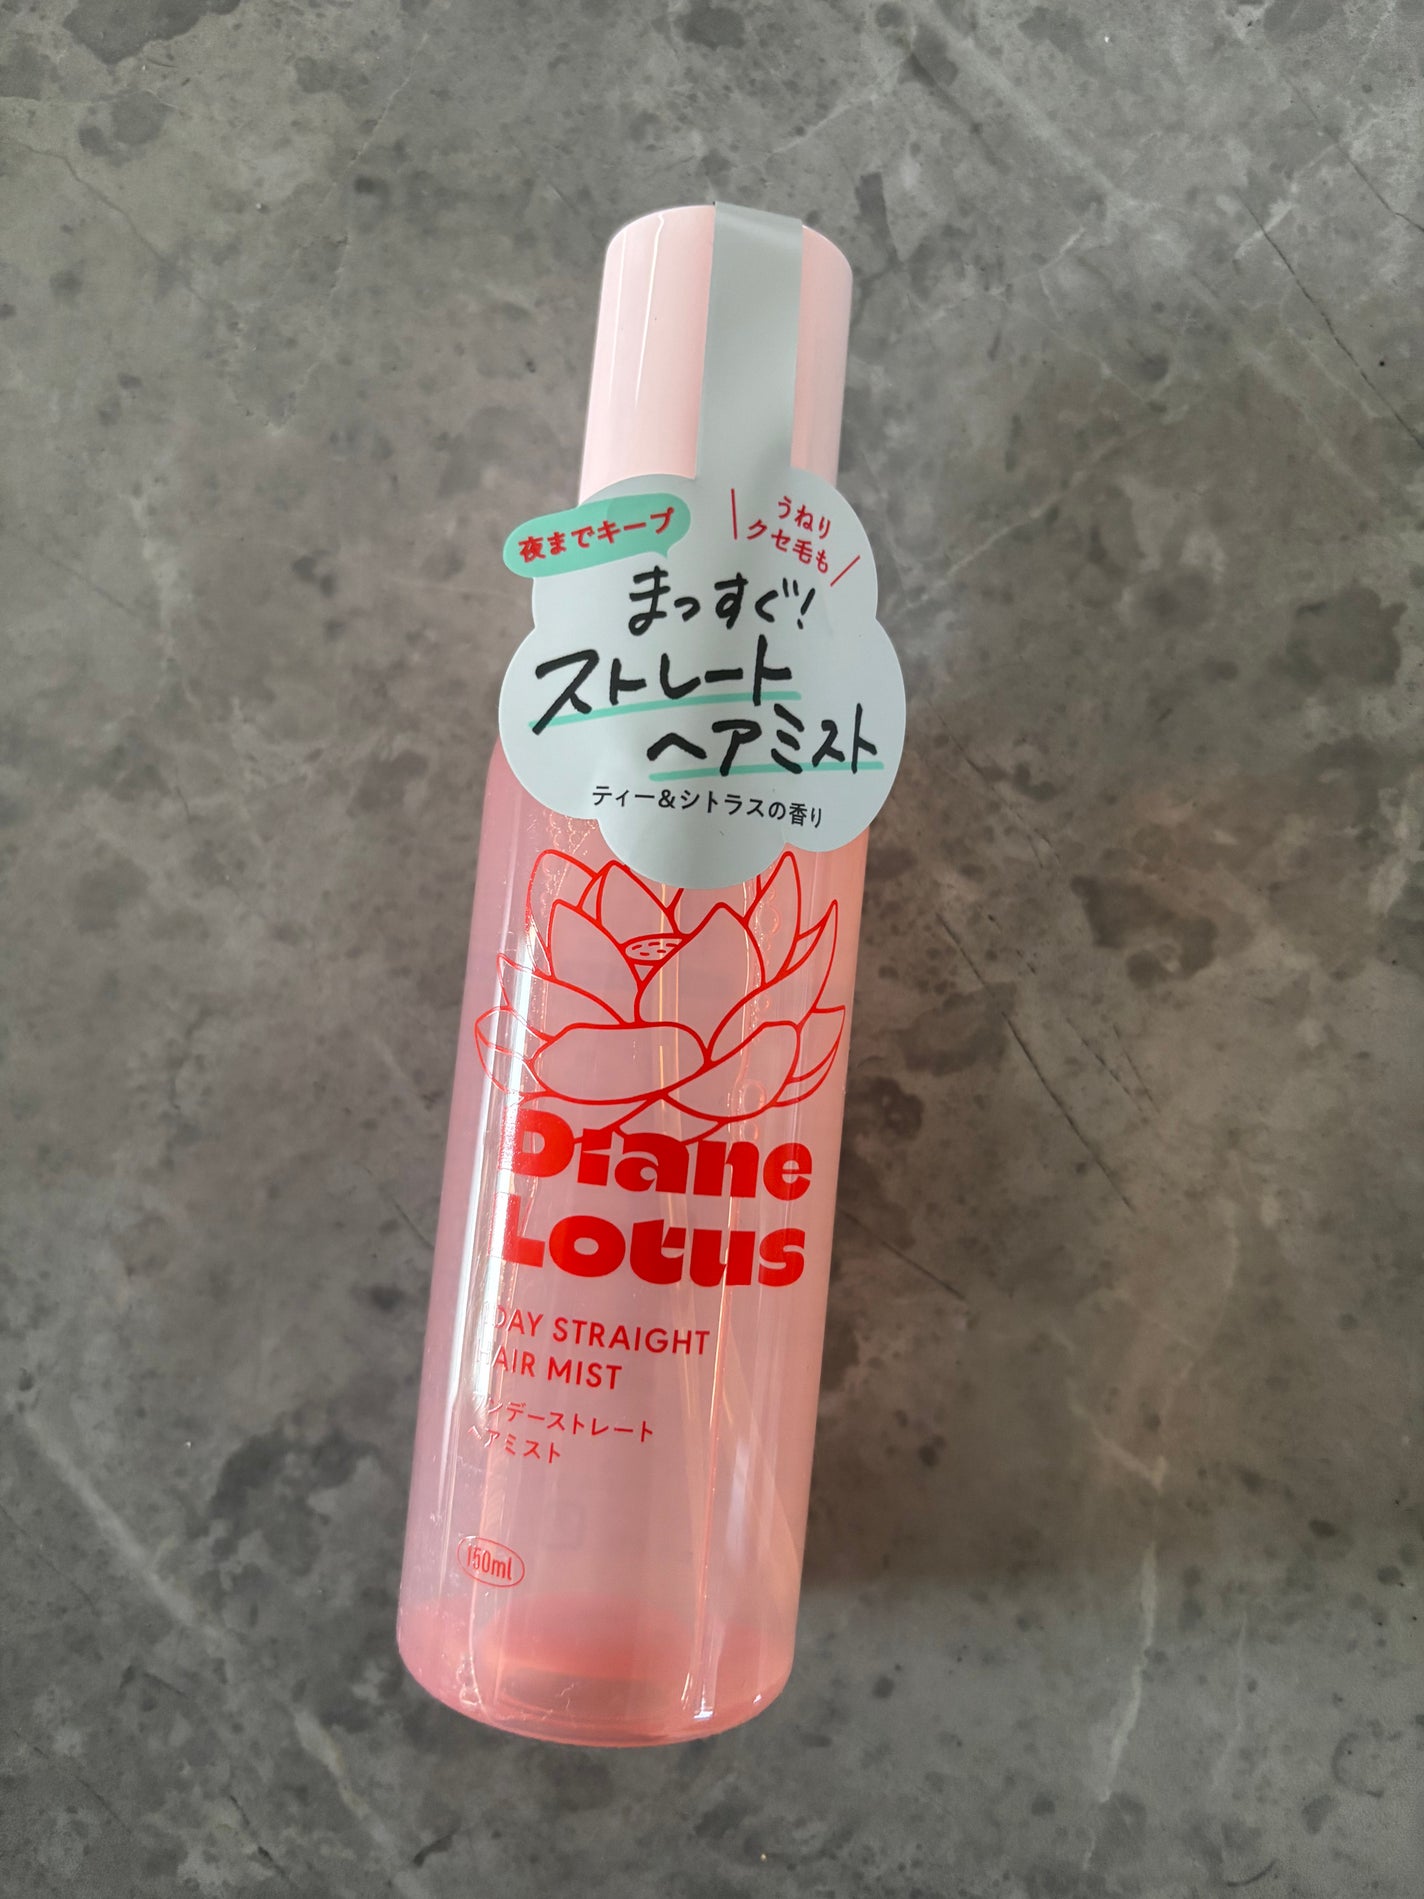 夜までキープ
うねり
クセ毛も
まっすぐ!
ストレート
ヘアミスト
ティー&シトラスの香り
Diane
Lotus
DAY STRAIGHT
HAIR MIST
ンデーストレート
ヘアミスト
150ml